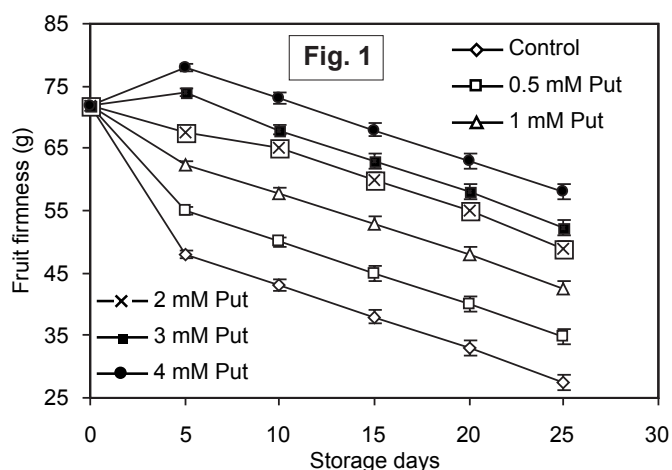 85
75
65
55
45
35
25
Fruit firmness (g)
Fig. 1
Control
0.5 mM Put
1 mM Put
2 mM Put
3 mM Put
4 mM Put
0 5 10 15 20 25 30
Storage days